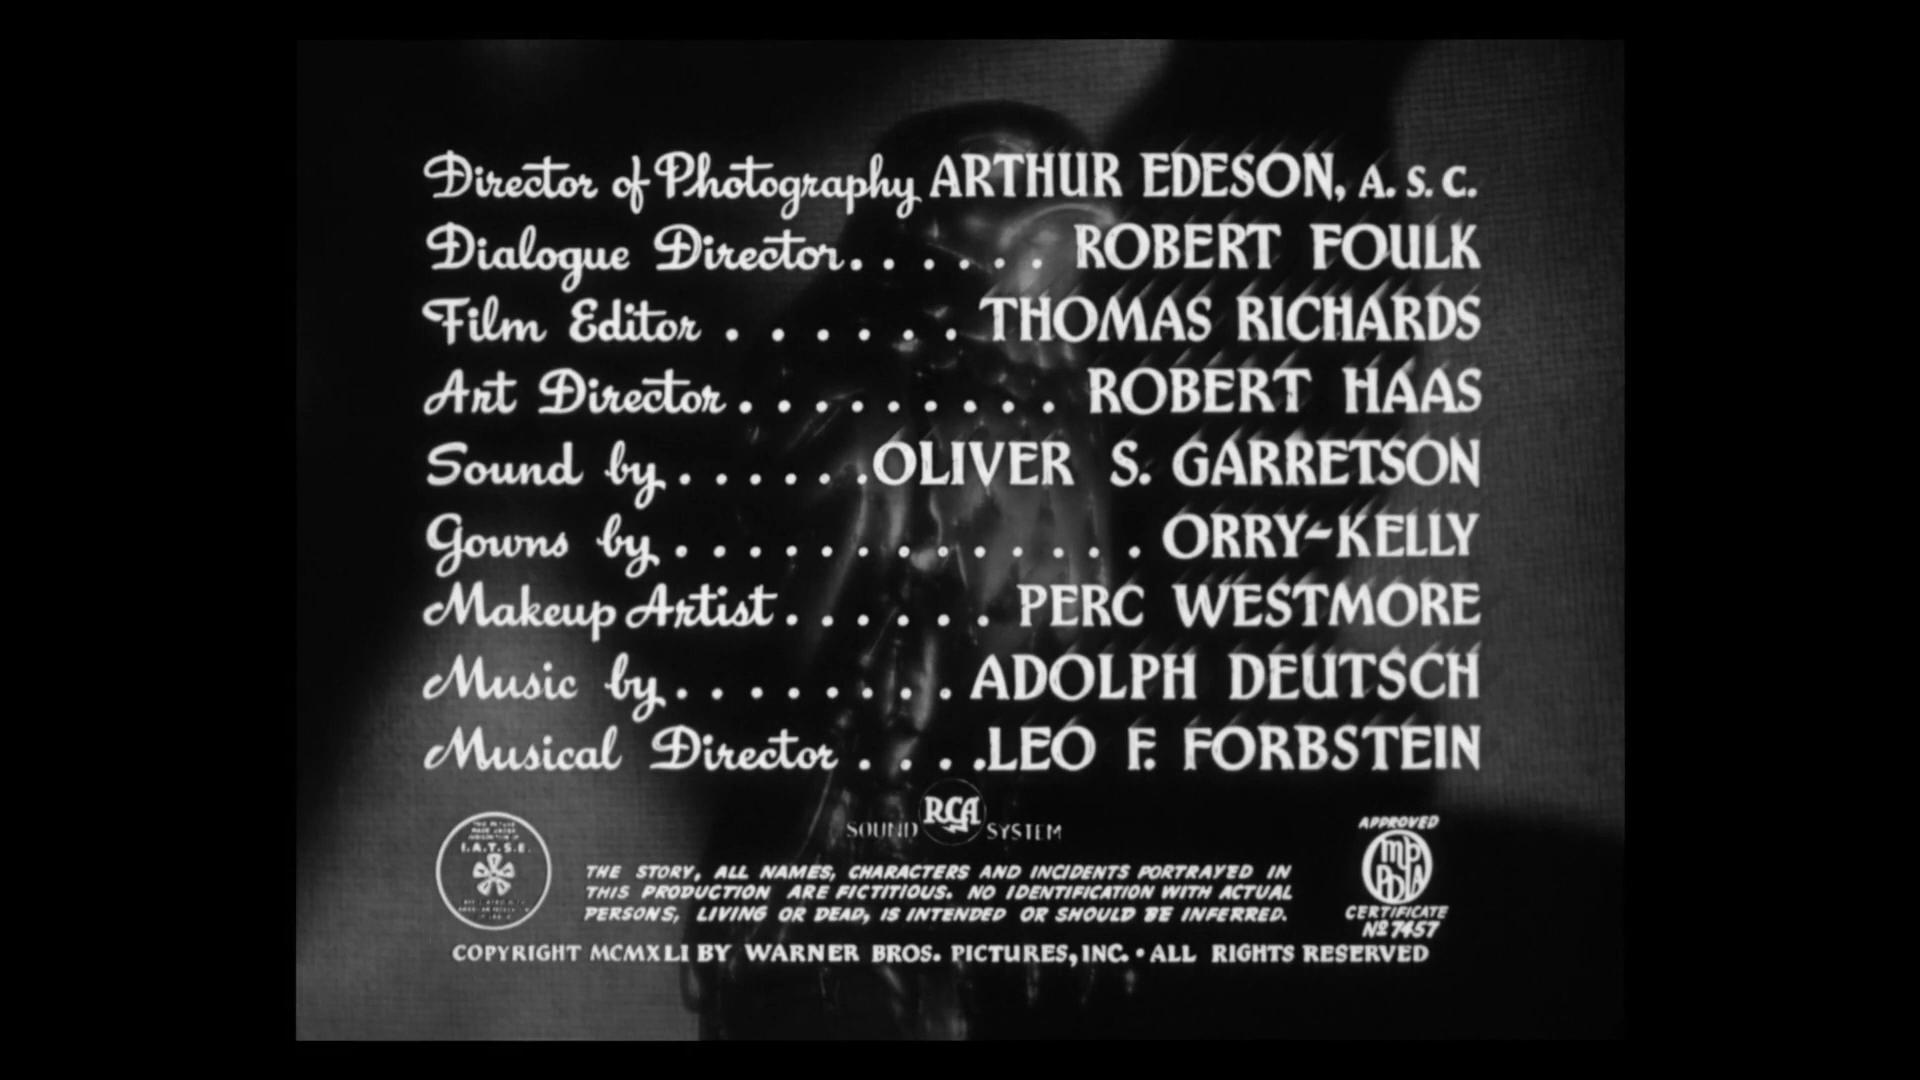 Director of Photography ARTHUR EDESON, A. S. C.
Dialogue Director...... ROBERT FOULK
Film Editor ...... THOMAS RICHARDS
Art Director......... ROBERT HAAS
Sound by......OLIVER S. GARRETSON
Gowns by............. ORRY-KELLY
Makeup Artist...... PERC WESTMORE
Music by........ ADOLPH DEUTSCH
Musical Director ....LEO F. FORBSTEIN
SOUND RCA SYSTEM
I.A.T.S.E.
THE STORY, ALL NAMES, CHARACTERS AND INCIDENTS PORTRAYED IN
THIS PRODUCTION ARE FICTITIOUS. NO IDENTIFICATION WITH ACTUAL
PERSONS, LIVING OR DEAD, IS INTENDED OR SHOULD BE INFERRED.
APPROVED
MPPDA
CERTIFICATE
Nº 7457
COPYRIGHT MCMXLI BY WARNER BROS. PICTURES, INC. • ALL RIGHTS RESERVED